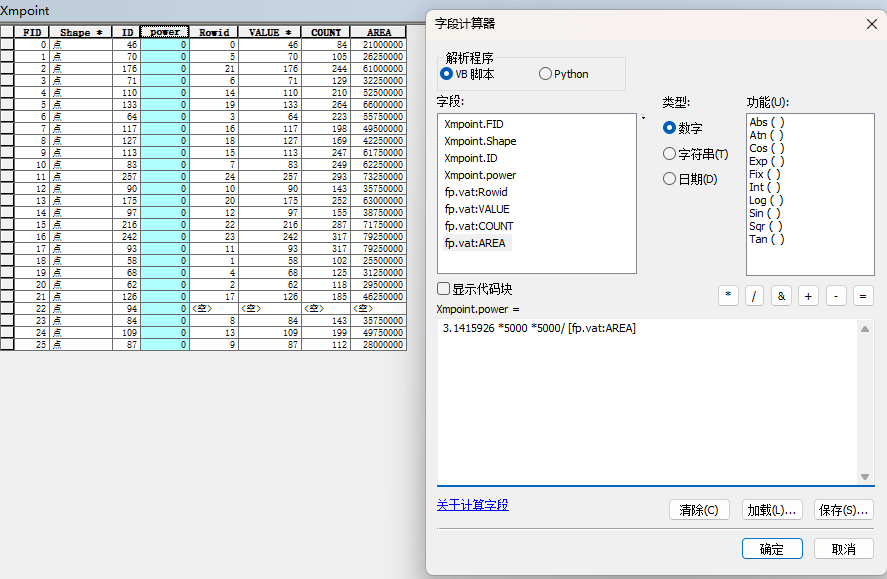 Xmpoint
FID Shape * ID power Rowid VALUE * COUNT AREA
0 点 46 0 0 46 84 21000000
1 点 70 0 5 70 105 26250000
2 点 176 0 21 176 244 61000000
3 点 71 0 6 71 129 32250000
4 点 110 0 14 110 210 52500000
5 点 133 0 19 133 264 66000000
6 点 64 0 3 64 223 55750000
7 点 117 0 16 117 198 49500000
8 点 127 0 18 127 169 42250000
9 点 113 0 15 113 247 61750000
10 点 83 0 7 83 249 62250000
11 点 257 0 24 257 293 73250000
12 点 90 0 10 90 143 35750000
13 点 175 0 20 175 252 63000000
14 点 97 0 12 97 155 38750000
15 点 216 0 22 216 287 71750000
16 点 242 0 23 242 317 79250000
17 点 93 0 11 93 317 79250000
18 点 58 0 1 58 102 25500000
19 点 68 0 4 68 125 31250000
20 点 62 0 2 62 118 29500000
21 点 126 0 17 126 185 46250000
22 点 94 0 <空> <空> <空> <空>
23 点 84 0 8 84 143 35750000
24 点 109 0 13 109 199 49750000
25 点 87 0 9 87 112 28000000
字段计算器
解析程序
VB 脚本 Python
字段:
Xmpoint.FID
Xmpoint.Shape
Xmpoint.ID
Xmpoint.power
fp.vat:Rowid
fp.vat:VALUE
fp.vat:COUNT
fp.vat:AREA
类型:
数字
字符串(T)
日期(D)
功能(U):
Abs ( )
Atn ( )
Cos ( )
Exp ( )
Fix ( )
Int ( )
Log ( )
Sin ( )
Sqr ( )
Tan ( )
显示代码块
* / & + - =
Xmpoint.power =
3.1415926 *5000 *5000/ [fp.vat:AREA]
关于计算字段
清除(C) 加载(L)... 保存(S)...
确定 取消